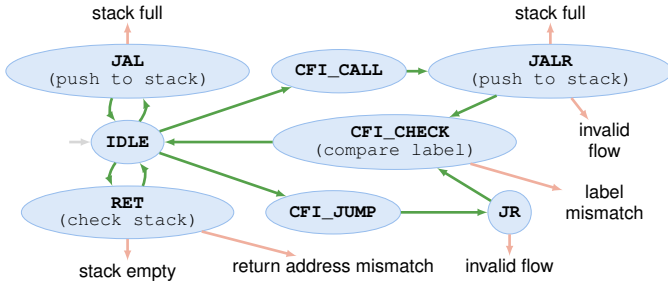 stack full
stack full
JAL
(push to stack)
CFI_CALL
JALR
(push to stack)
IDLE
CFI_CHECK
(compare label)
invalid
flow
RET
(check stack)
CFI_JUMP
JR
label
mismatch
stack empty
return address mismatch
invalid flow